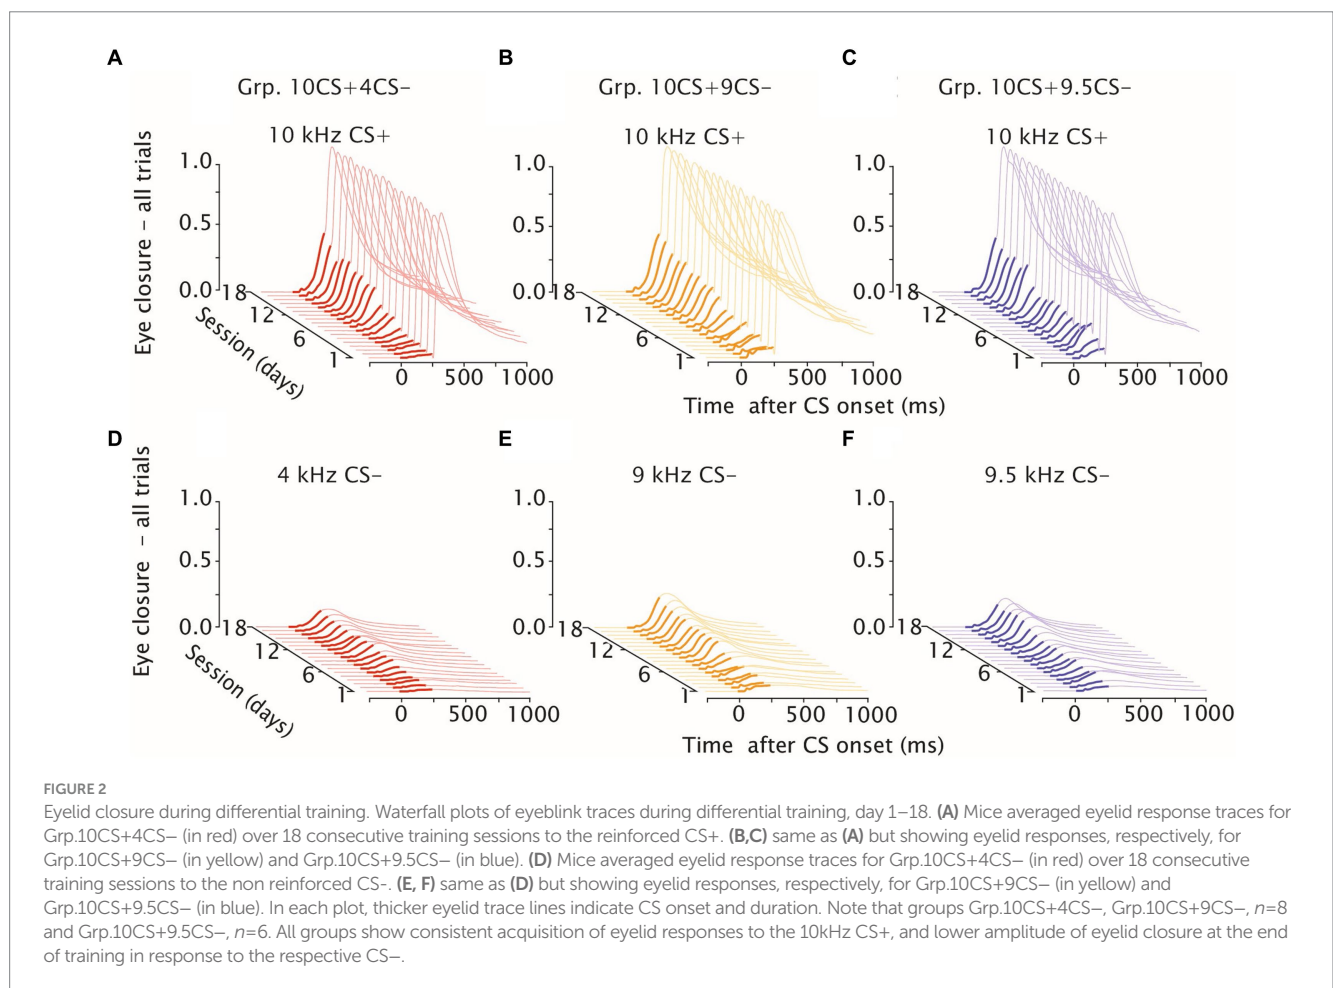 A
B
C
Grp. 10CS+4CS−
Grp. 10CS+9CS−
Grp. 10CS+9.5CS−
10 kHz CS+
10 kHz CS+
10 kHz CS+
Eye closure – all trials
1.0
0.5
0.0
18
12
6
1
Session (days)
0
500
1000
1.0
0.5
0.0
18
12
6
1
0
500
1000
1.0
0.5
0.0
18
12
6
1
0
500
1000
Time after CS onset (ms)
D
E
F
4 kHz CS−
9 kHz CS−
9.5 kHz CS−
Eye closure – all trials
1.0
0.5
0.0
18
12
6
1
Session (days)
0
500
1000
1.0
0.5
0.0
18
12
6
1
0
500
1000
1.0
0.5
0.0
18
12
6
1
0
500
1000
Time after CS onset (ms)
FIGURE 2
Eyelid closure during differential training. Waterfall plots of eyeblink traces during differential training, day 1–18. (A) Mice averaged eyelid response traces for
Grp.10CS+4CS− (in red) over 18 consecutive training sessions to the reinforced CS+. (B,C) same as (A) but showing eyelid responses, respectively, for
Grp.10CS+9CS− (in yellow) and Grp.10CS+9.5CS− (in blue). (D) Mice averaged eyelid response traces for Grp.10CS+4CS− (in red) over 18 consecutive
training sessions to the non reinforced CS-. (E, F) same as (D) but showing eyelid responses, respectively, for Grp.10CS+9CS− (in yellow) and
Grp.10CS+9.5CS− (in blue). In each plot, thicker eyelid trace lines indicate CS onset and duration. Note that groups Grp.10CS+4CS−, Grp.10CS+9CS−, n=8
and Grp.10CS+9.5CS−, n=6. All groups show consistent acquisition of eyelid responses to the 10kHz CS+, and lower amplitude of eyelid closure at the end
of training in response to the respective CS−.